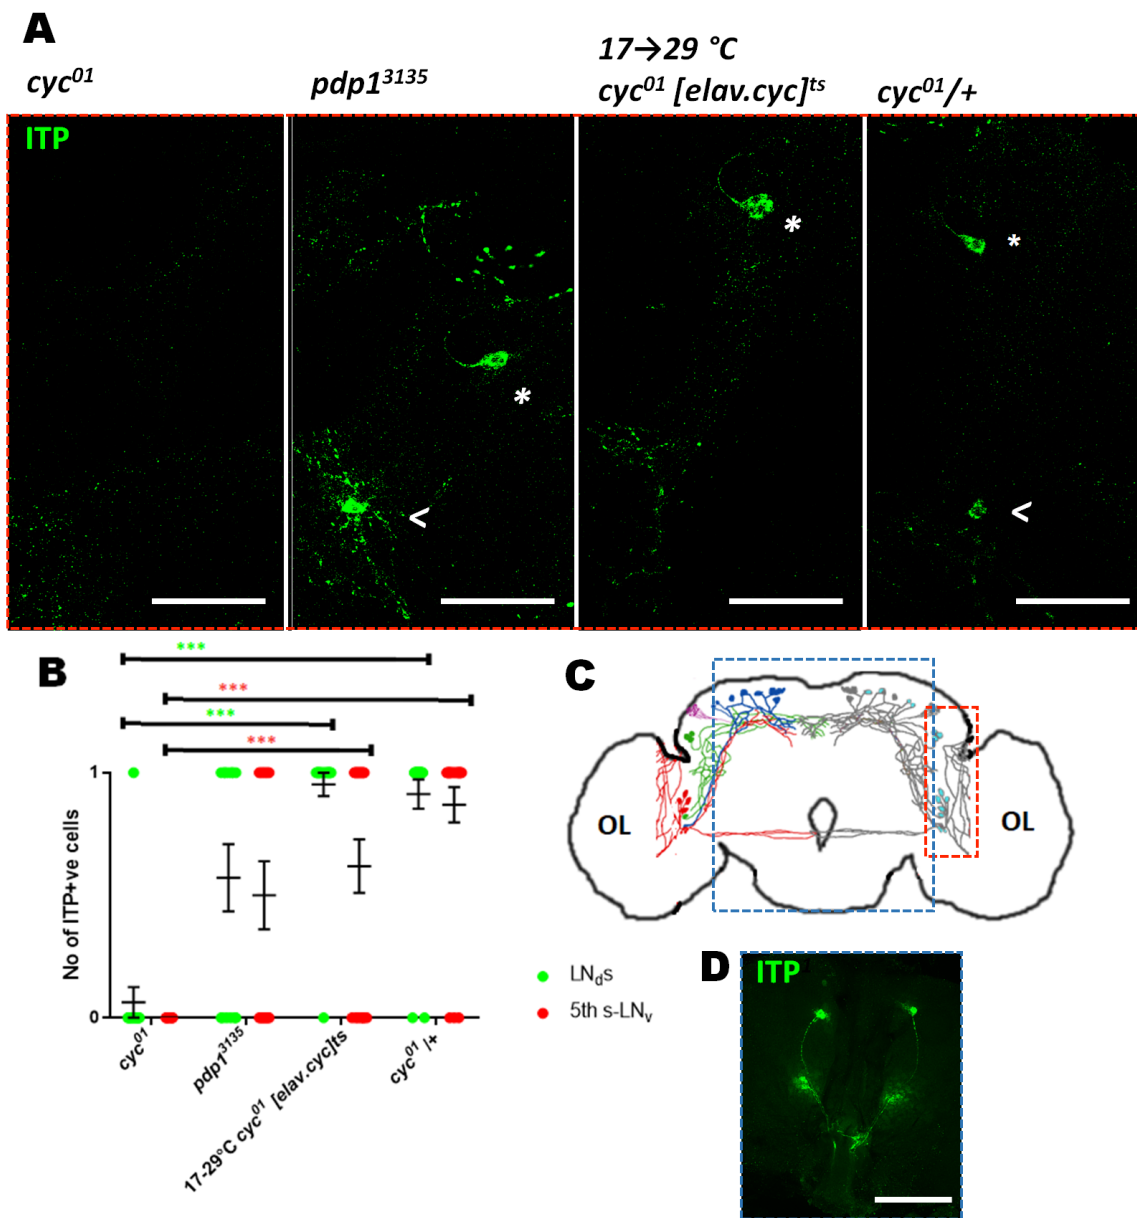 A
cyc01
pdp13135
17→29 °C
cyc01 [elav.cyc]ts
cyc01/+
ITP
*
<
*
*
<
B
***
***
***
***
No of ITP+ve cells
1
0
cyc01
pdp13135
17-29°C cyc01 [elav.cyc]ts
cyc01 /+
LNds
5th s-LNv
C
OL
OL
D
ITP